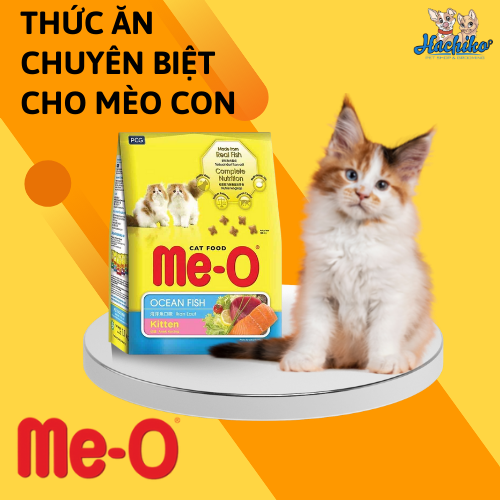 THỨC ĂN
CHUYÊN BIỆT
CHO MÈO CON
Hachiko
PCG
Made from
Real Fish
Complete
Nutrition
CAT FOOD
Me-O
OCEAN FISH
Kitten
Me-O